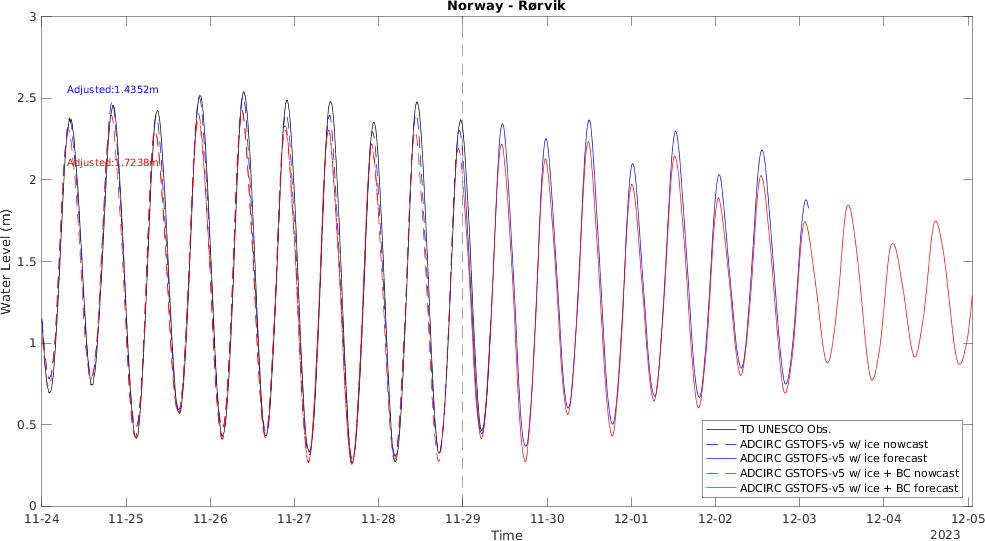 Norway - Rørvik
3
2.5
2
1.5
1
0.5
0
Water Level (m)
Adjusted:1.4352m
Adjusted:1.7238m
TD UNESCO Obs.
ADCIRC GSTOFS-v5 w/ ice nowcast
ADCIRC GSTOFS-v5 w/ ice forecast
ADCIRC GSTOFS-v5 w/ ice + BC nowcast
ADCIRC GSTOFS-v5 w/ ice + BC forecast
11-24 11-25 11-26 11-27 11-28 11-29 11-30 12-01 12-02 12-03 12-04 12-05
Time
2023